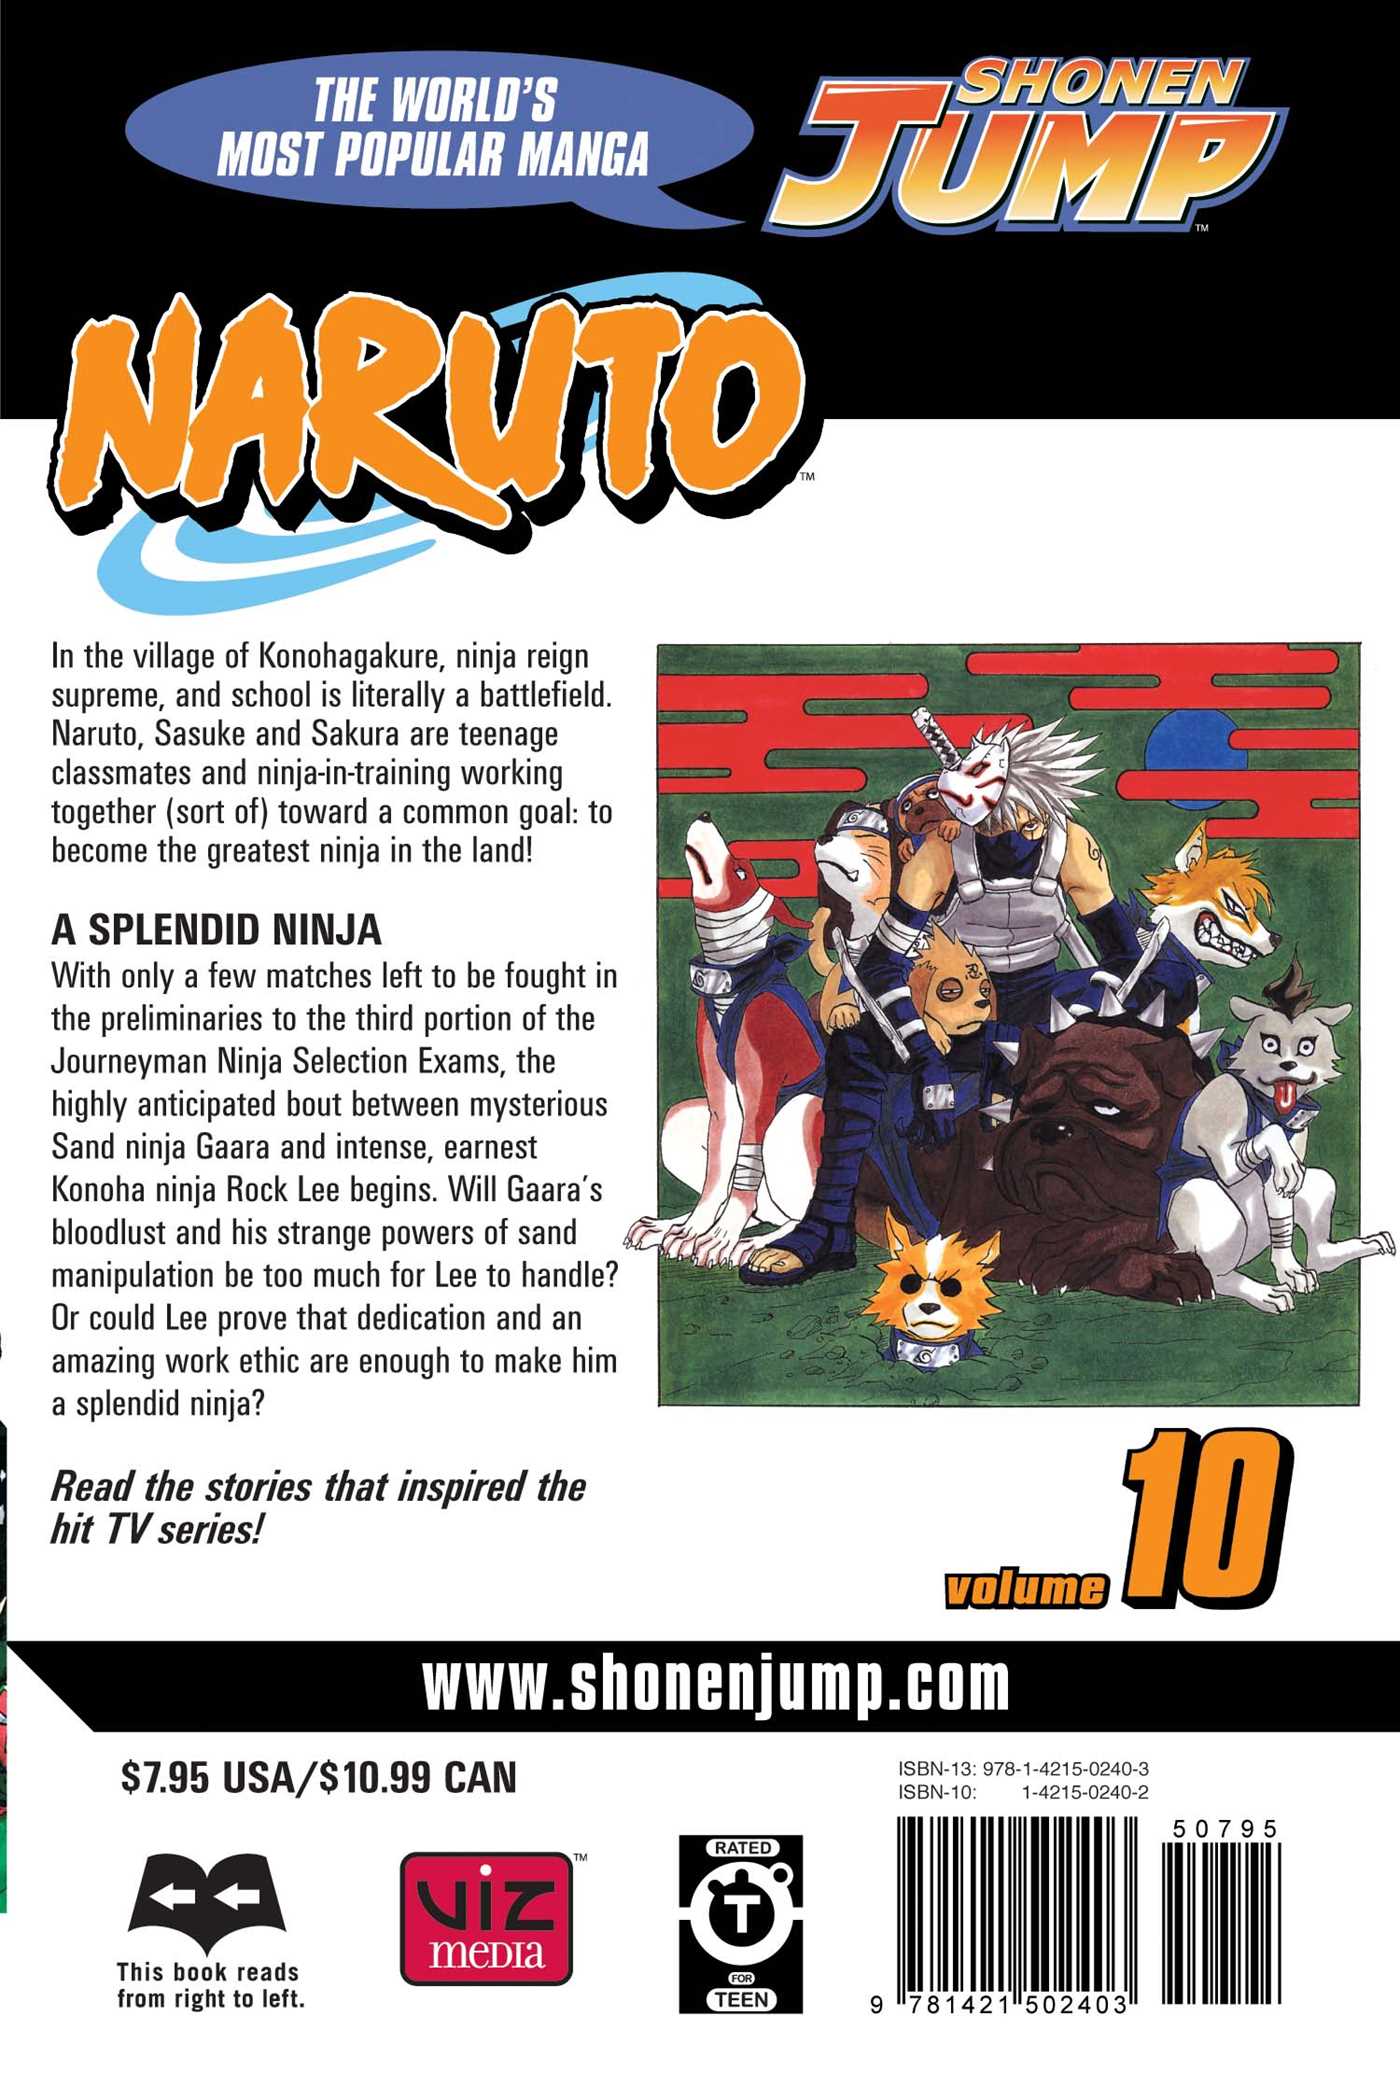 THE WORLD'S
MOST POPULAR MANGA
SHONEN
JUMP
™
NARUTO
™
In the village of Konohagakure, ninja reign
supreme, and school is literally a battlefield.
Naruto, Sasuke and Sakura are teenage
classmates and ninja-in-training working
together (sort of) toward a common goal: to
become the greatest ninja in the land!
A SPLENDID NINJA
With only a few matches left to be fought in
the preliminaries to the third portion of the
Journeyman Ninja Selection Exams, the
highly anticipated bout between mysterious
Sand ninja Gaara and intense, earnest
Konoha ninja Rock Lee begins. Will Gaara's
bloodlust and his strange powers of sand
manipulation be too much for Lee to handle?
Or could Lee prove that dedication and an
amazing work ethic are enough to make him
a splendid ninja?
Read the stories that inspired the
hit TV series!
忍
volume 10
www.shonenjump.com
$7.95 USA/$10.99 CAN
This book reads
from right to left.
VIZ
MEDIA
™
RATED
T
FOR
TEEN
ISBN-13: 978-1-4215-0240-3
ISBN-10: 1-4215-0240-2
50795
9 781421 502403